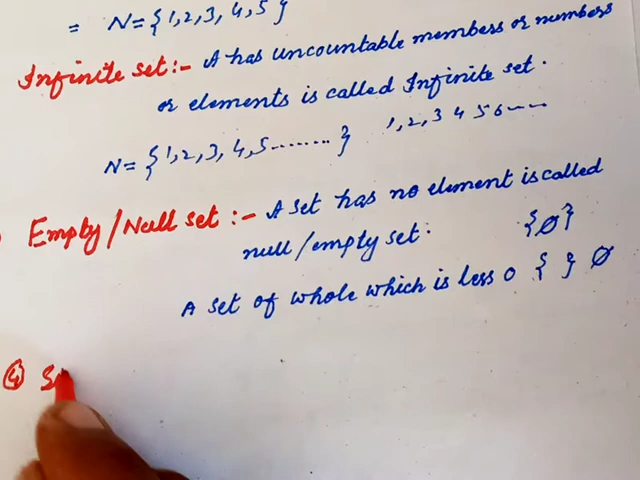 = N={1,2,3,4,5}
Infinite set:- A has uncountable members or numbers
or elements is called Infinite set.
N={1,2,3,4,5........} 1,2,3 4 5 6....
Empty/Null set :- A set has no element is called
null/empty set: {∅}
A set of whole which is less 0 { } ∅
④ S